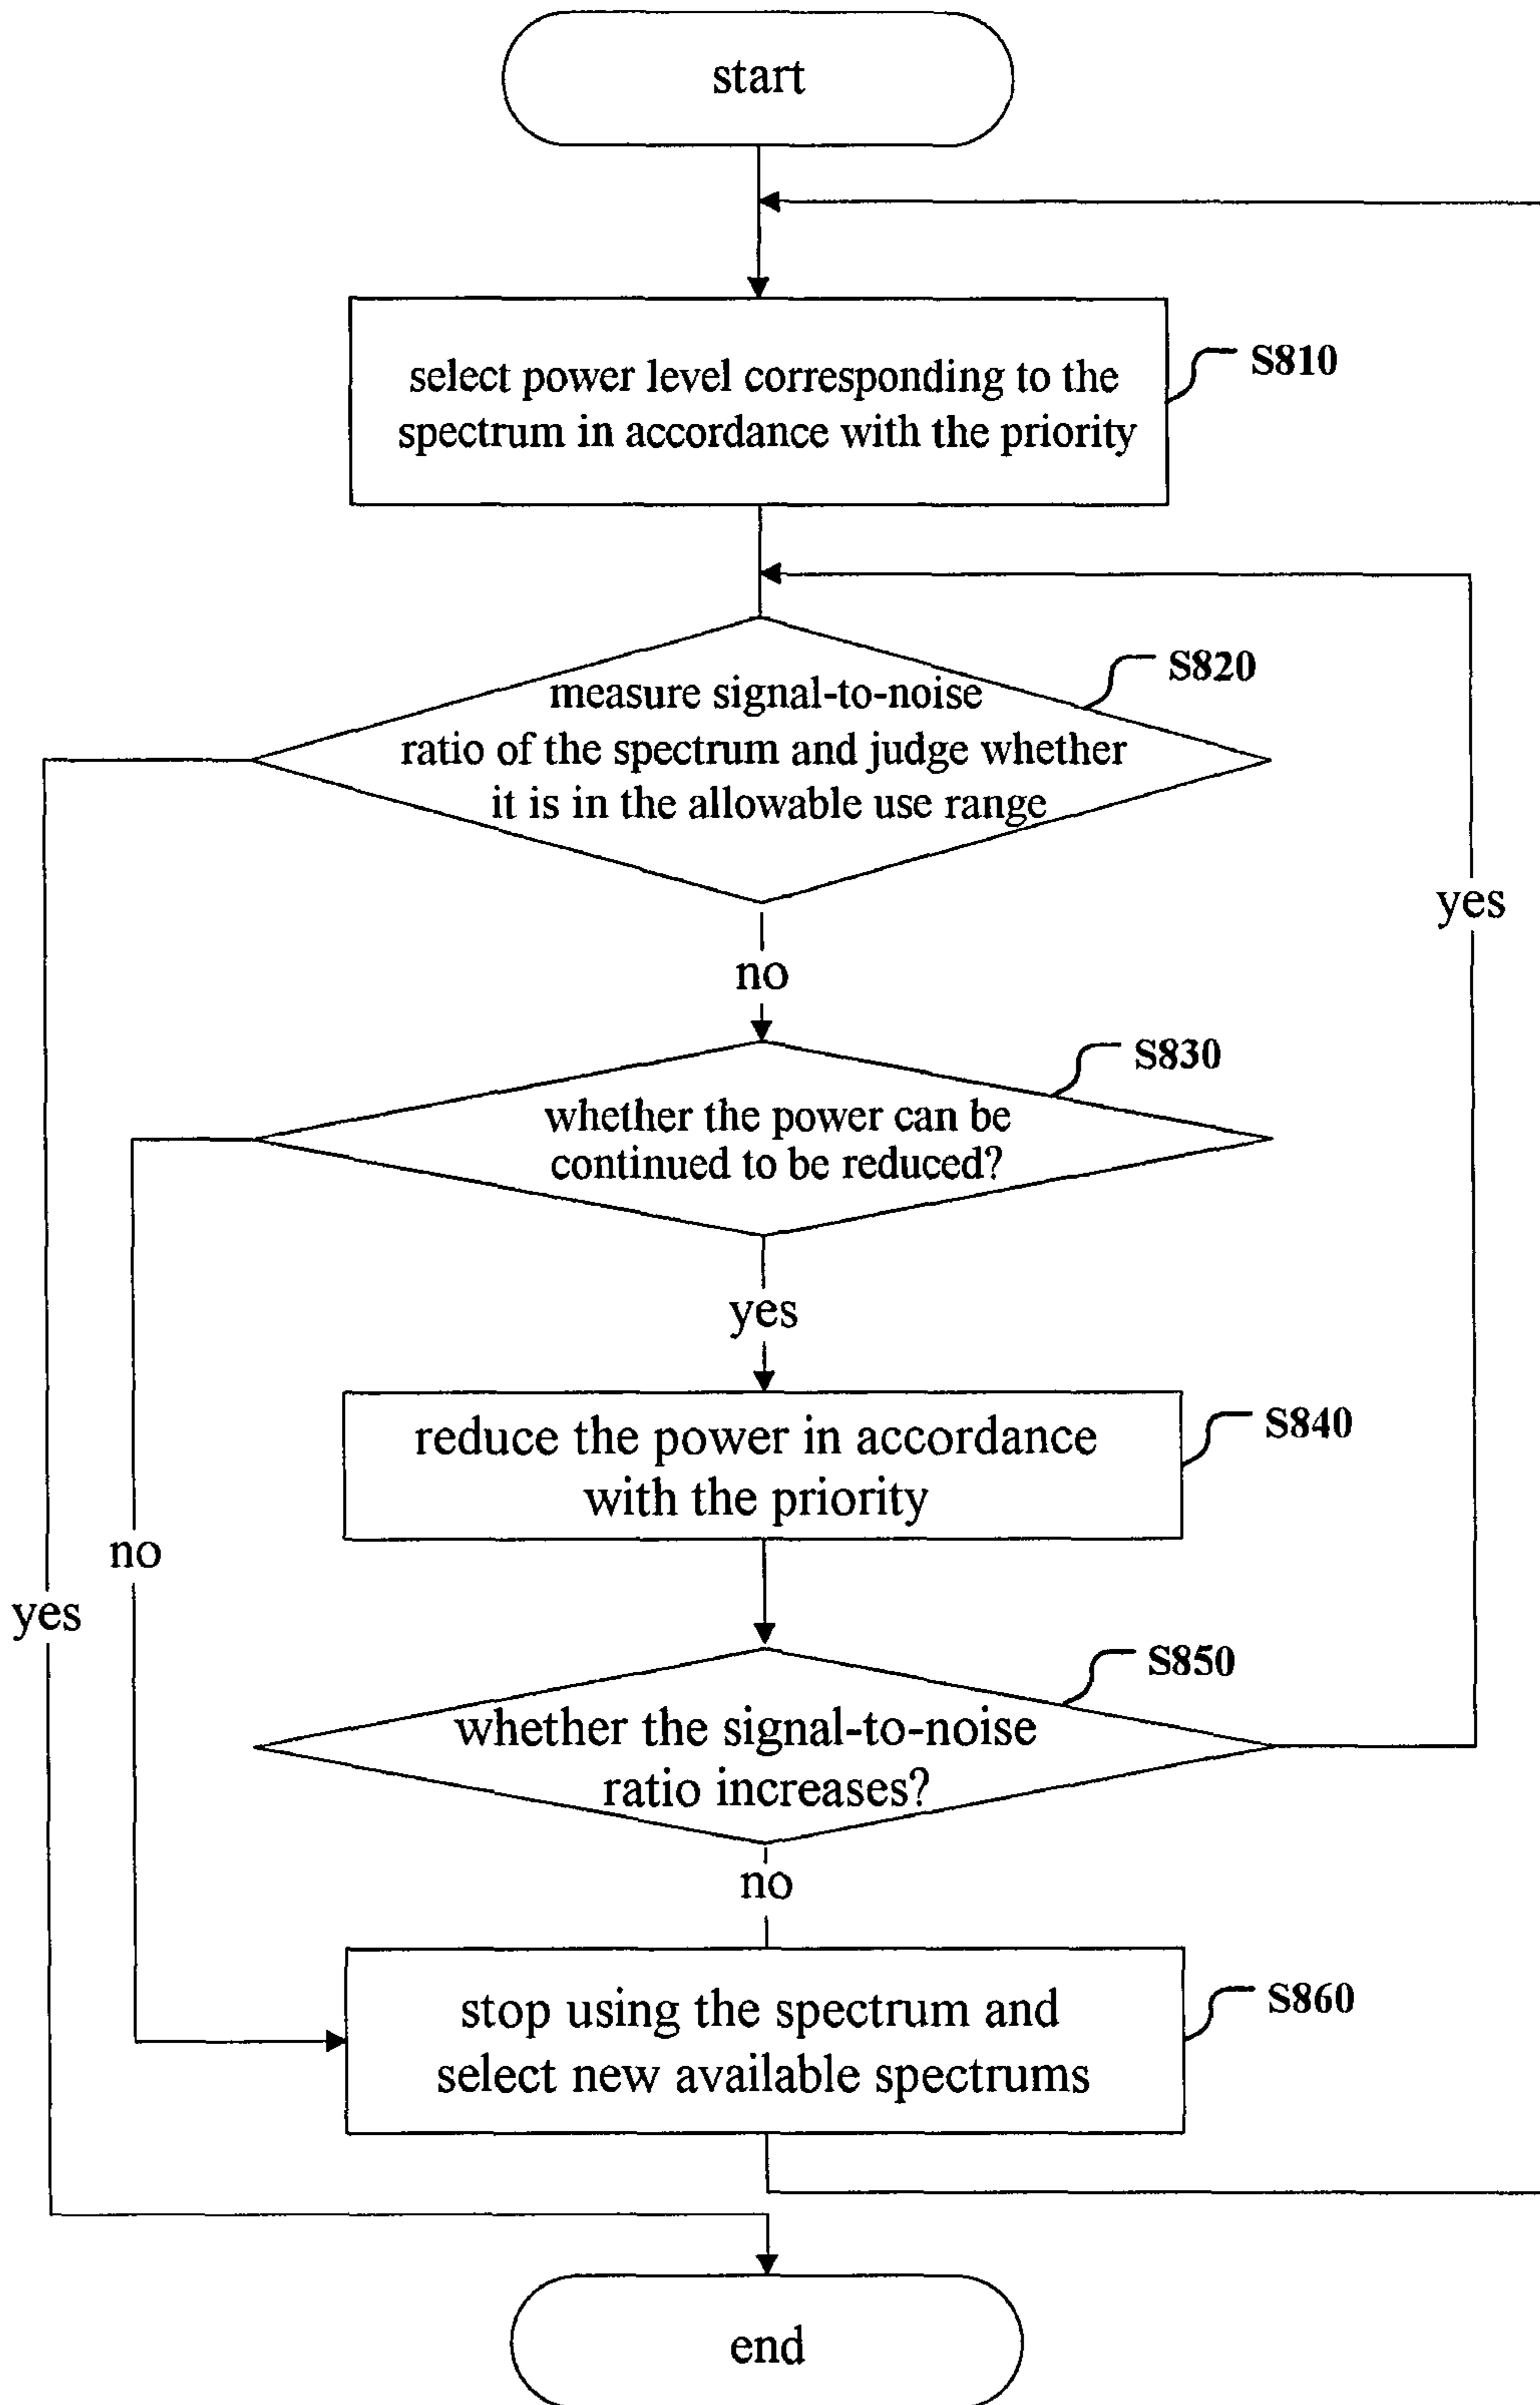 start
select power level corresponding to the
spectrum in accordance with the priority
S810
measure signal-to-noise
ratio of the spectrum and judge whether
it is in the allowable use range
S820
yes
no
whether the power can be
continued to be reduced?
S830
yes
reduce the power in accordance
with the priority
S840
no
yes
whether the signal-to-noise
ratio increases?
S850
no
stop using the spectrum and
select new available spectrums
S860
end